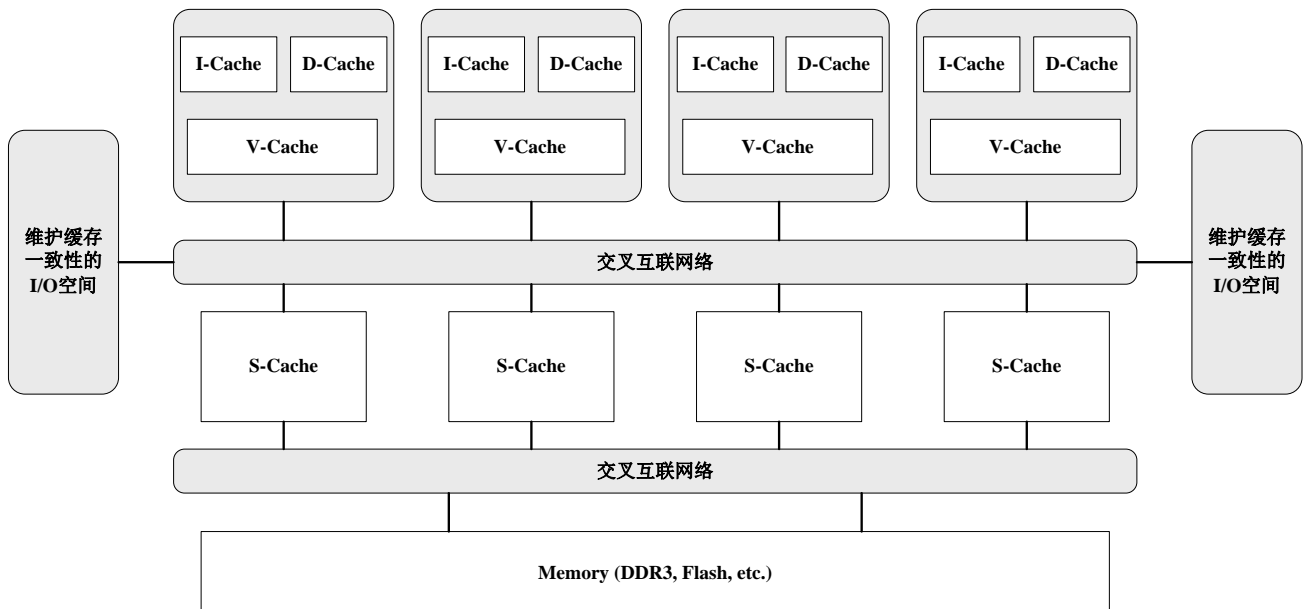 I-Cache D-Cache I-Cache D-Cache I-Cache D-Cache I-Cache D-Cache
V-Cache V-Cache V-Cache V-Cache
维护缓存
一致性的
I/O空间
交叉互联网络
维护缓存
一致性的
I/O空间
S-Cache S-Cache S-Cache S-Cache
交叉互联网络
Memory (DDR3, Flash, etc.)